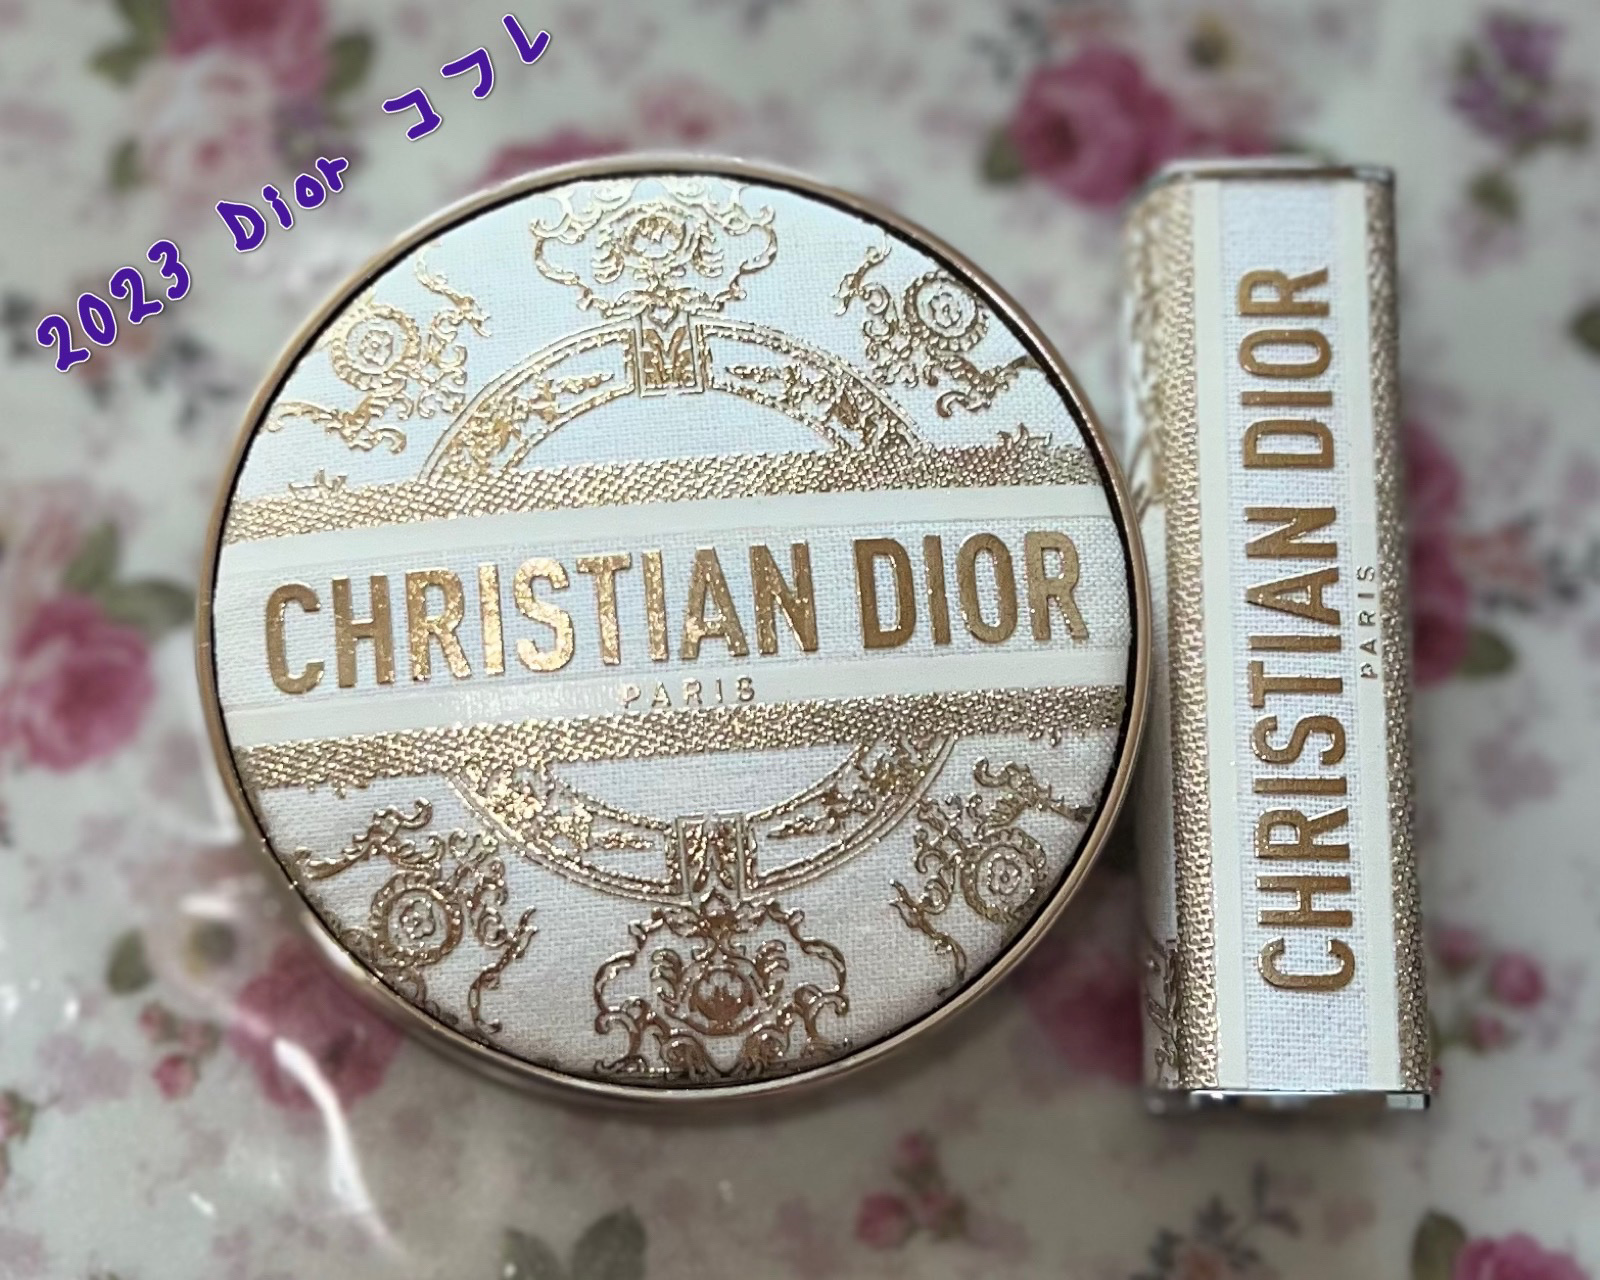 2023 Dior コフレ
CHRISTIAN DIOR
PARIS
CHRISTIAN DIOR
PARIS